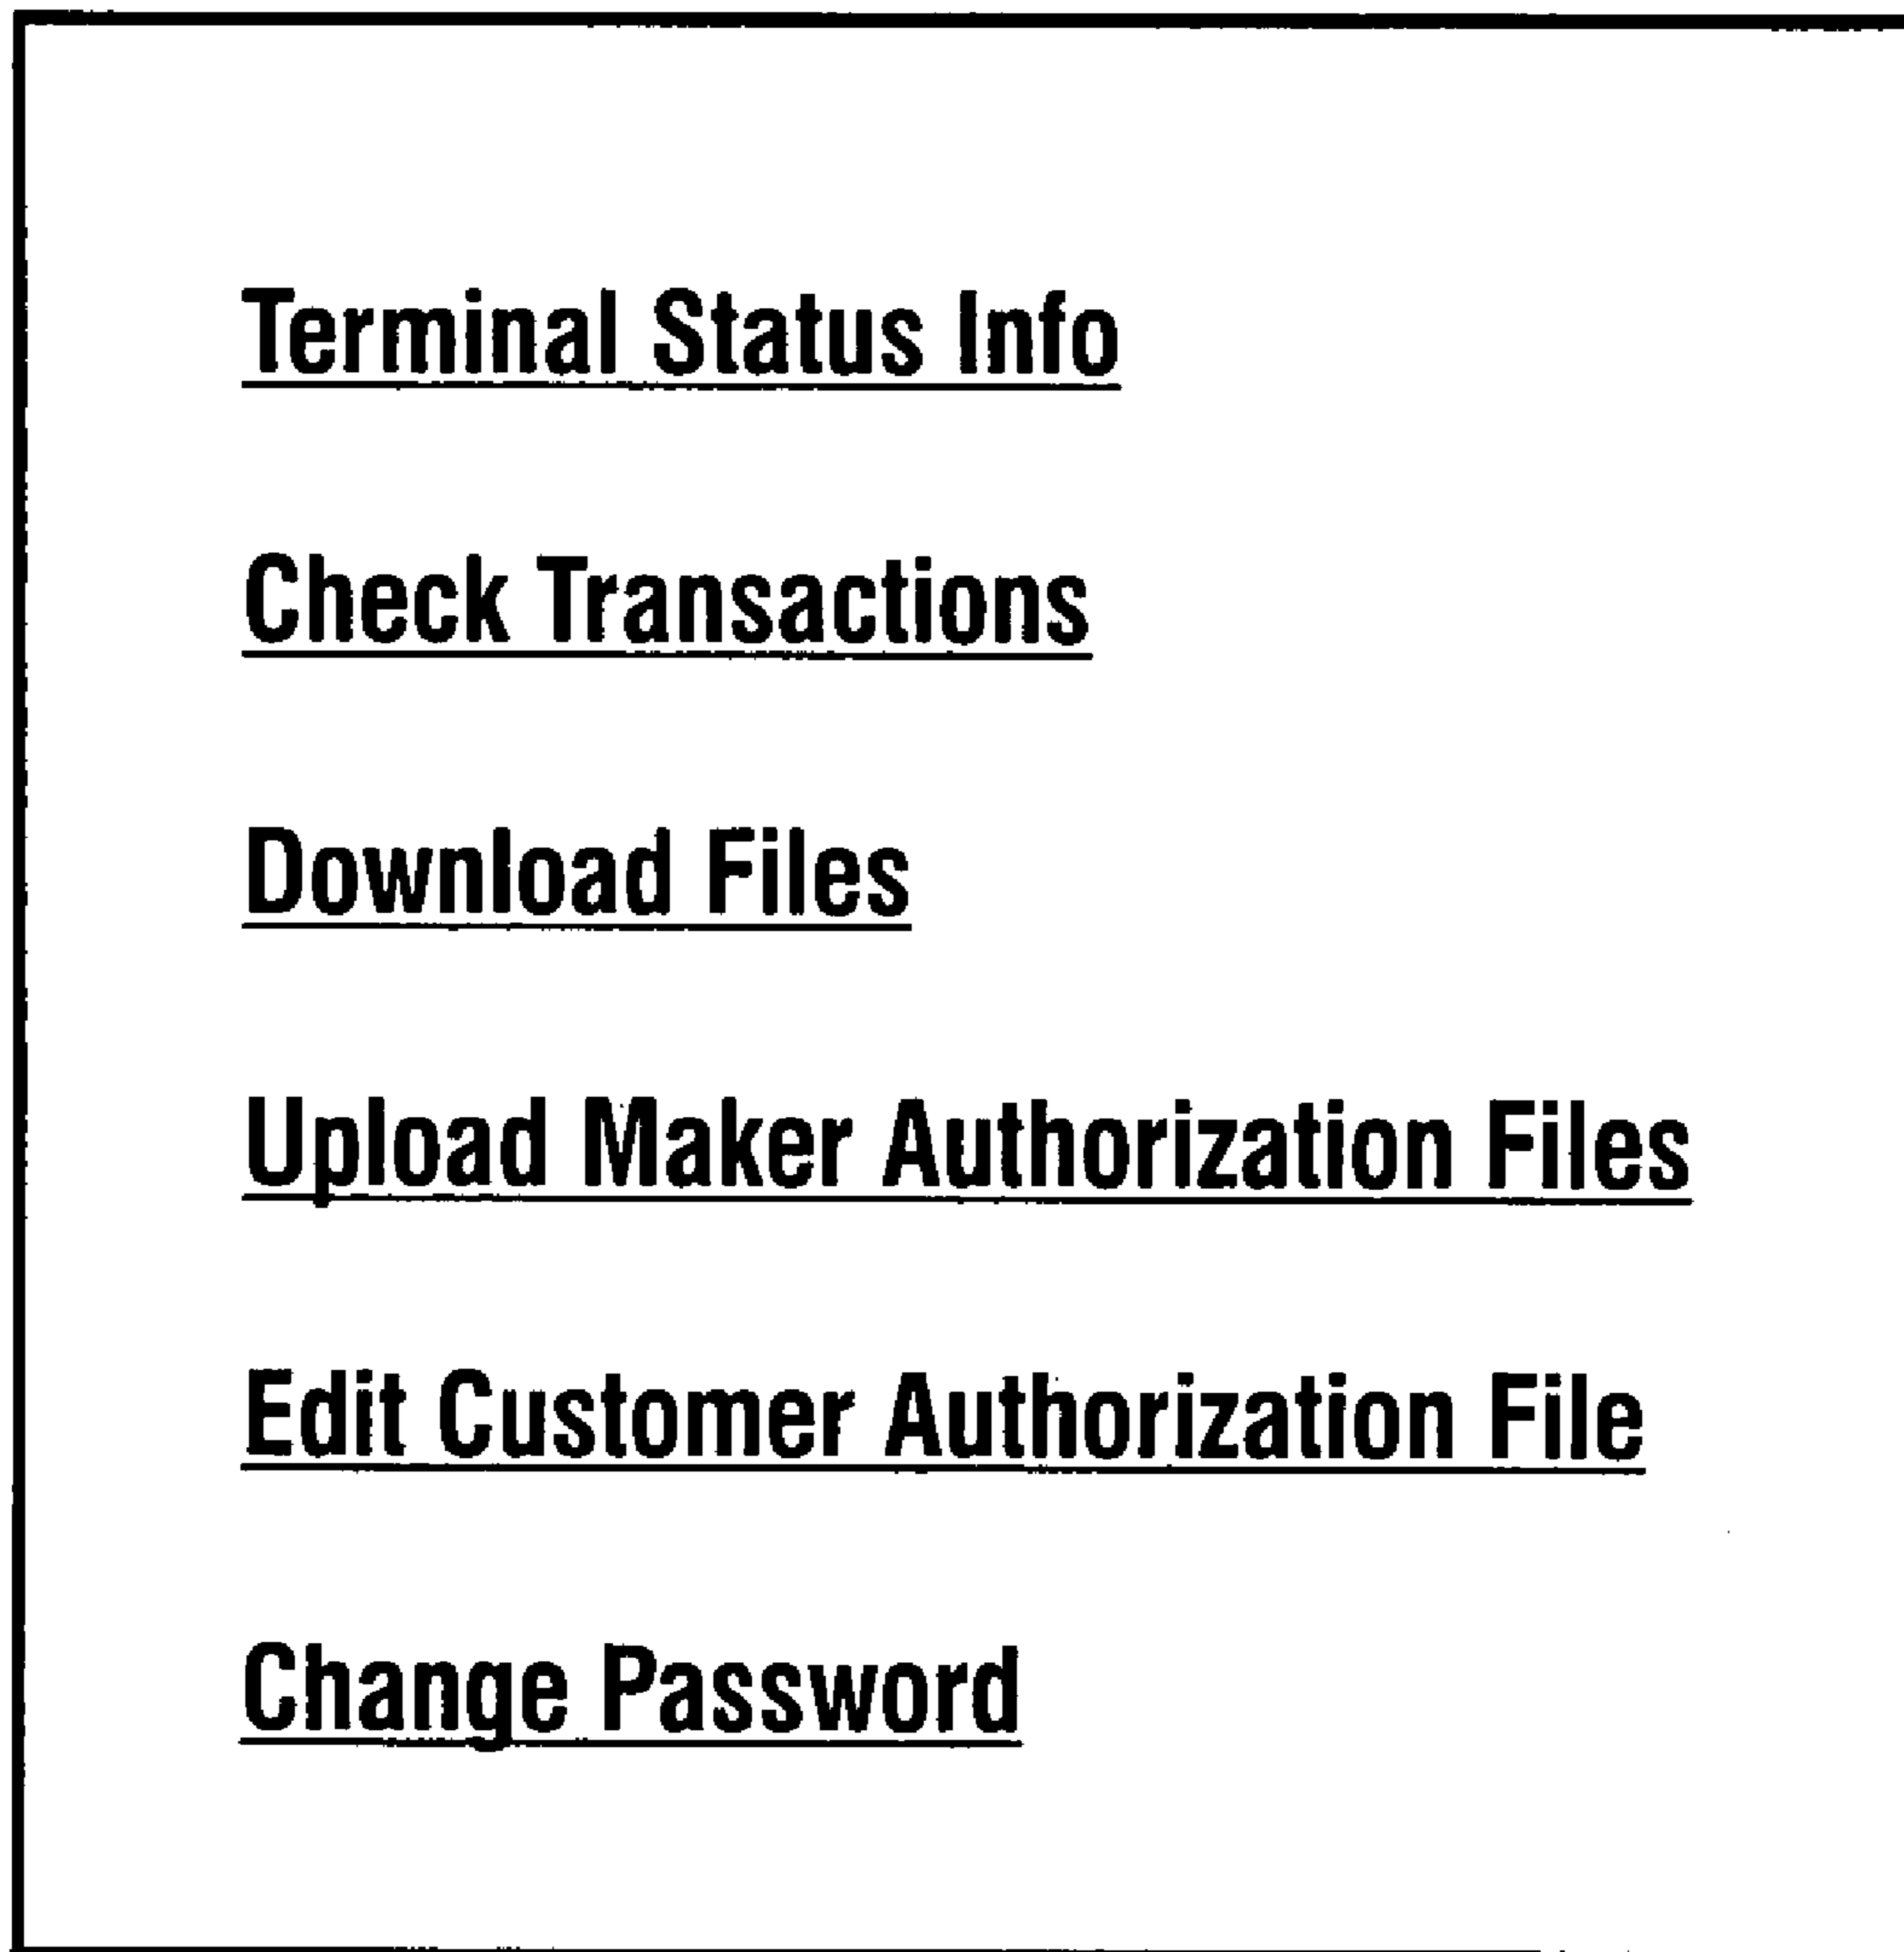 Terminal Status Info
Check Transactions
Download Files
Upload Maker Authorization Files
Edit Customer Authorization File
Change Password